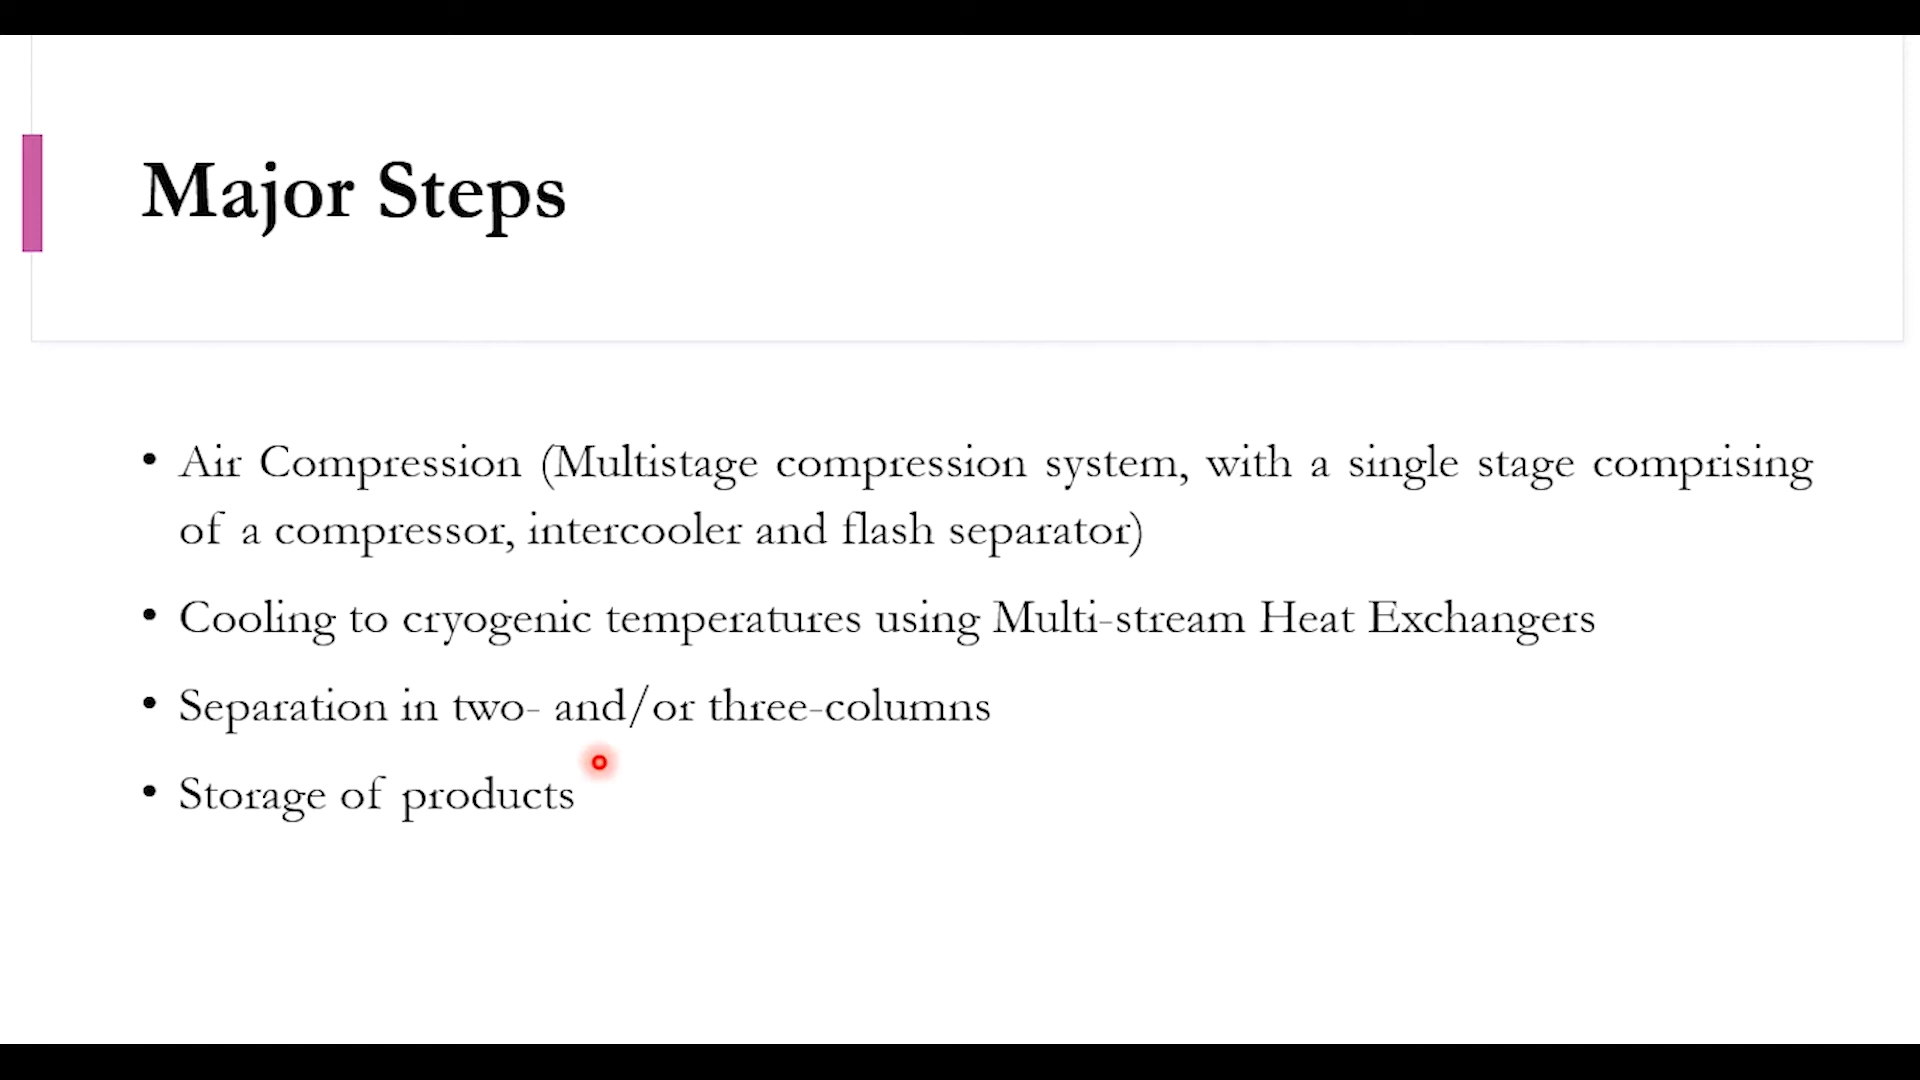 Major Steps
• Air Compression (Multistage compression system, with a single stage comprising
of a compressor, intercooler and flash separator)
• Cooling to cryogenic temperatures using Multi-stream Heat Exchangers
• Separation in two- and/or three-columns
• Storage of products